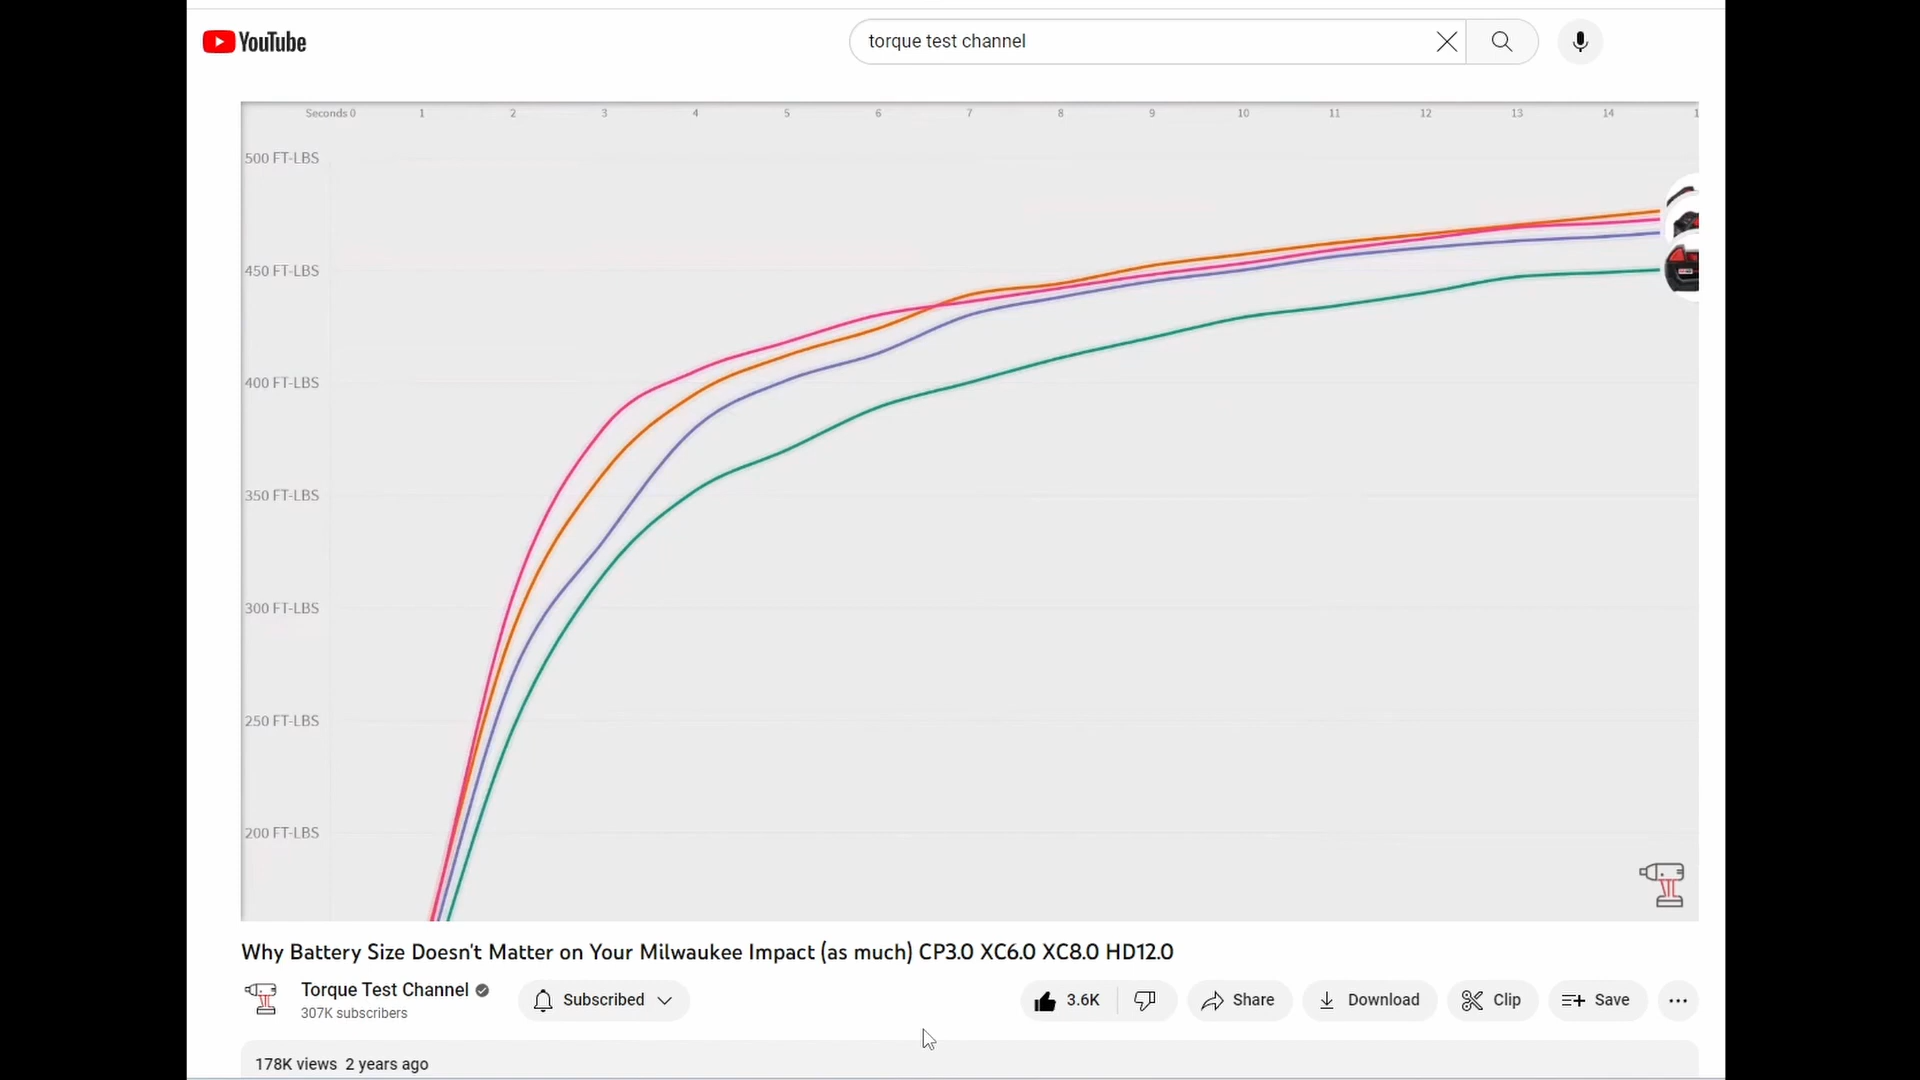 YouTube
torque test channel
Seconds 0 1 2 3 4 5 6 7 8 9 10 11 12 13 14 1
500 FT-LBS
450 FT-LBS
400 FT-LBS
350 FT-LBS
300 FT-LBS
250 FT-LBS
200 FT-LBS
Why Battery Size Doesn't Matter on Your Milwaukee Impact (as much) CP3.0 XC6.0 XC8.0 HD12.0
Torque Test Channel
307K subscribers
Subscribed
3.6K
Share
Download
Clip
Save
178K views 2 years ago